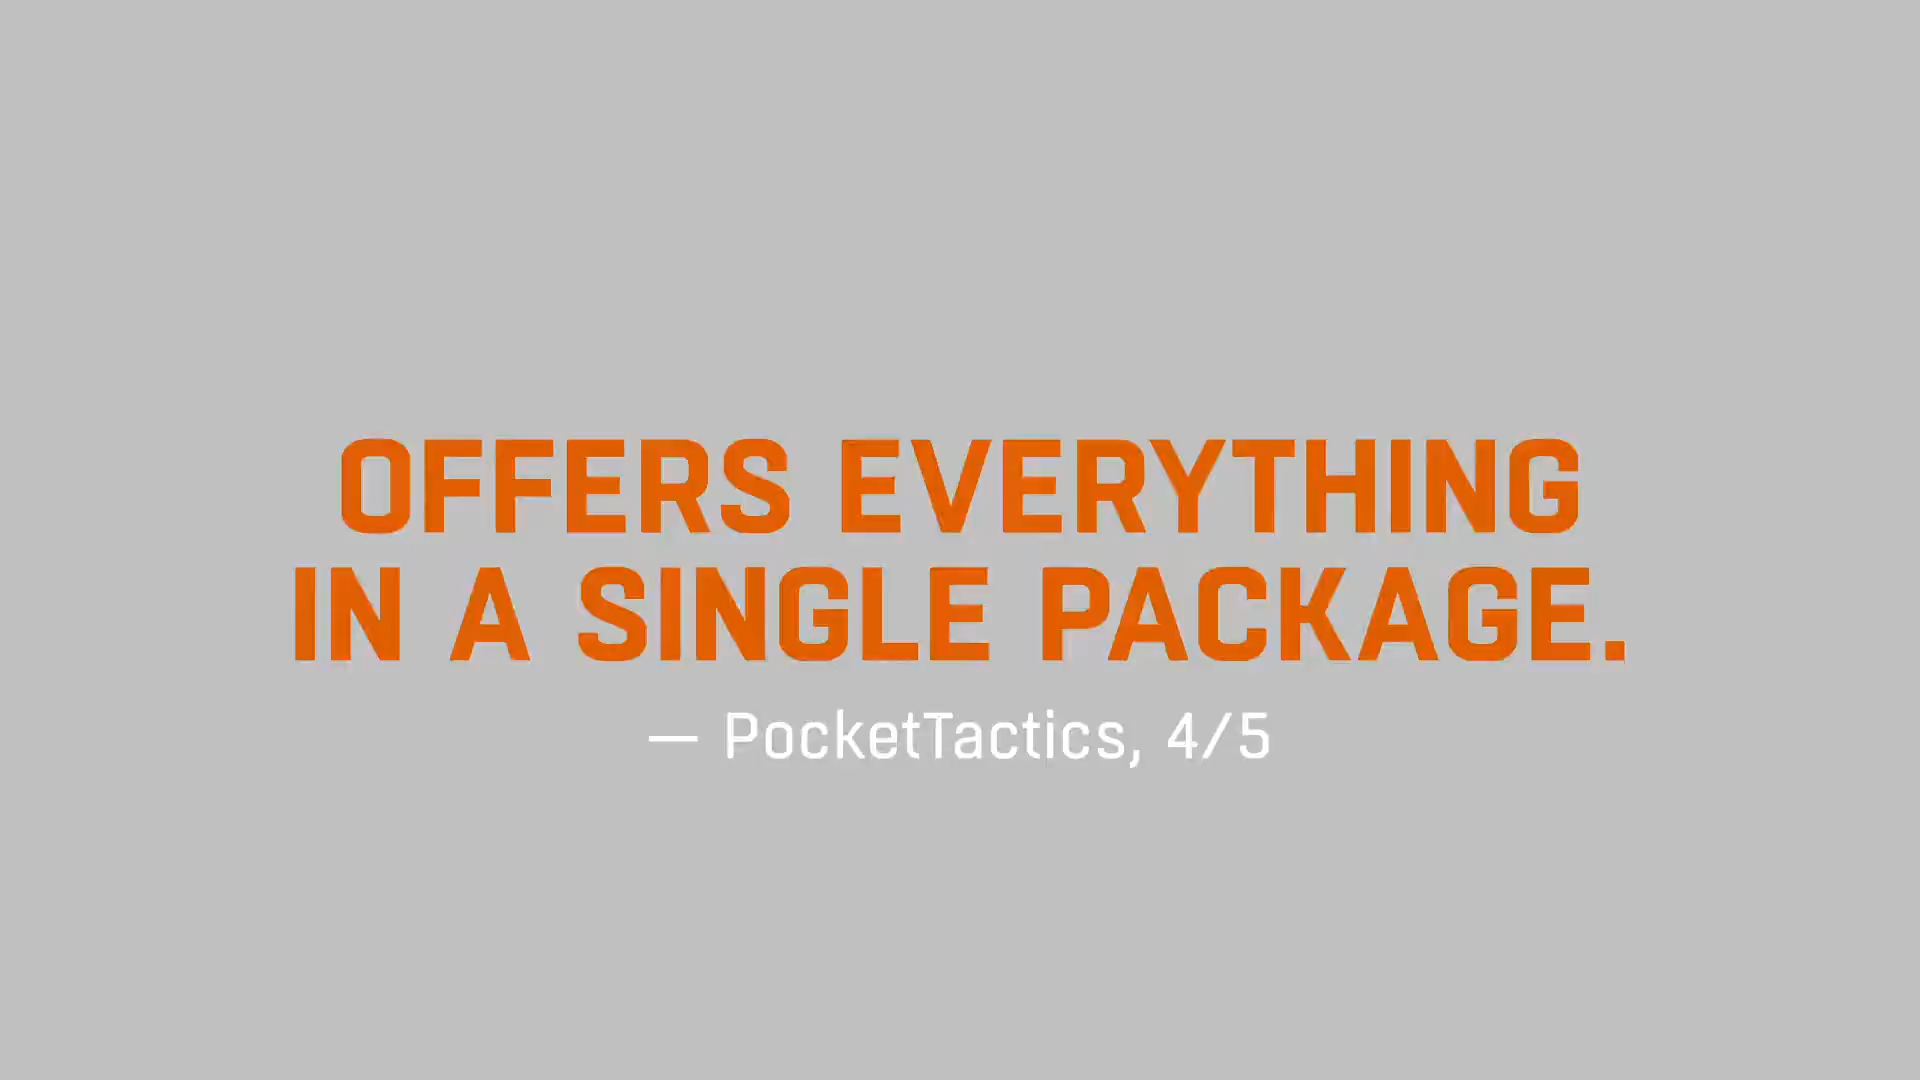 OFFERS EVERYTHING
IN A SINGLE PACKAGE.
— PocketTactics, 4/5